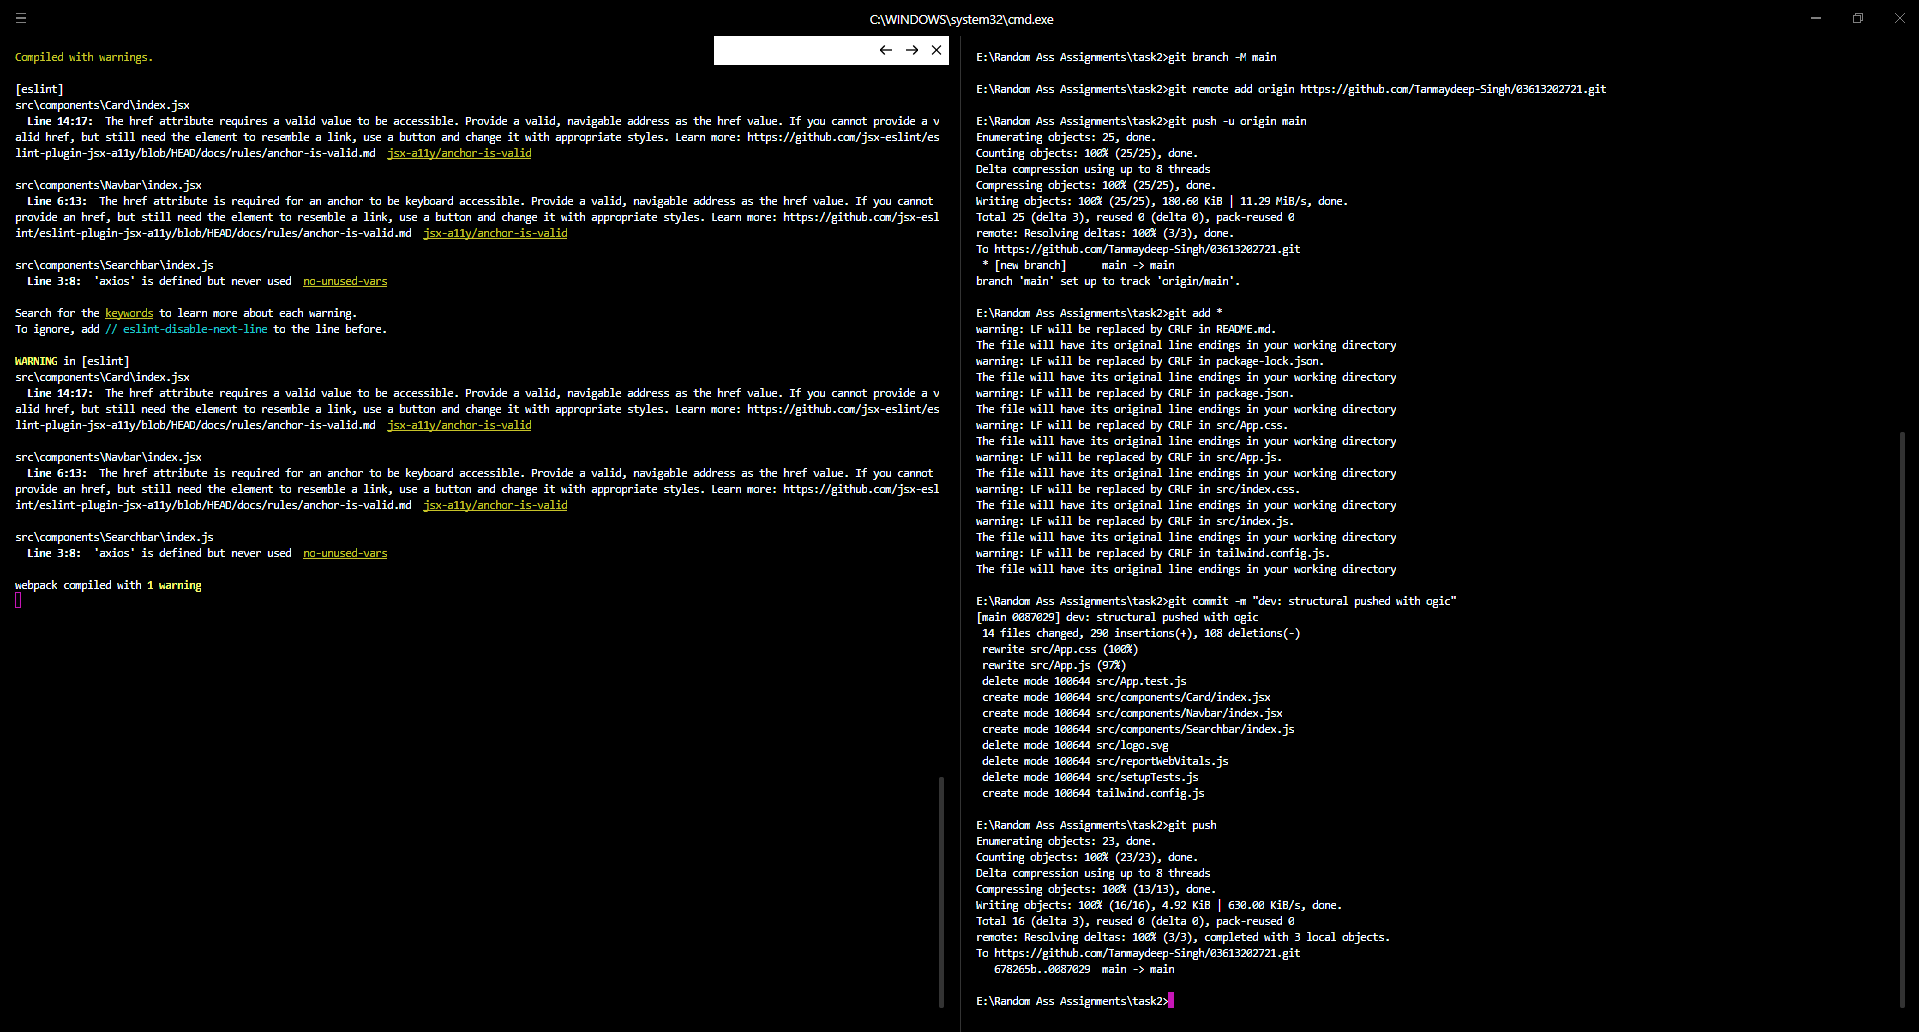 C:\WINDOWS\system32\cmd.exe
Compiled with warnings.
[eslint]
src\components\Card\index.jsx
Line 14:17:  The href attribute requires a valid value to be accessible. Provide a valid, navigable address as the href value. If you cannot provide a v
alid href, but still need the element to resemble a link, use a button and change it with appropriate styles. Learn more: https://github.com/jsx-eslint/es
lint-plugin-jsx-a11y/blob/HEAD/docs/rules/anchor-is-valid.md  jsx-a11y/anchor-is-valid
src\components\Navbar\index.jsx
Line 6:13:  The href attribute is required for an anchor to be keyboard accessible. Provide a valid, navigable address as the href value. If you cannot
provide an href, but still need the element to resemble a link, use a button and change it with appropriate styles. Learn more: https://github.com/jsx-esl
int/eslint-plugin-jsx-a11y/blob/HEAD/docs/rules/anchor-is-valid.md  jsx-a11y/anchor-is-valid
src\components\Searchbar\index.js
Line 3:8:  'axios' is defined but never used  no-unused-vars
Search for the keywords to learn more about each warning.
To ignore, add // eslint-disable-next-line to the line before.
WARNING in [eslint]
src\components\Card\index.jsx
Line 14:17:  The href attribute requires a valid value to be accessible. Provide a valid, navigable address as the href value. If you cannot provide a v
alid href, but still need the element to resemble a link, use a button and change it with appropriate styles. Learn more: https://github.com/jsx-eslint/es
lint-plugin-jsx-a11y/blob/HEAD/docs/rules/anchor-is-valid.md  jsx-a11y/anchor-is-valid
src\components\Navbar\index.jsx
Line 6:13:  The href attribute is required for an anchor to be keyboard accessible. Provide a valid, navigable address as the href value. If you cannot
provide an href, but still need the element to resemble a link, use a button and change it with appropriate styles. Learn more: https://github.com/jsx-esl
int/eslint-plugin-jsx-a11y/blob/HEAD/docs/rules/anchor-is-valid.md  jsx-a11y/anchor-is-valid
src\components\Searchbar\index.js
Line 3:8:  'axios' is defined but never used  no-unused-vars
webpack compiled with 1 warning
E:\Random Ass Assignments\task2>git branch -M main
E:\Random Ass Assignments\task2>git remote add origin https://github.com/Tanmaydeep-Singh/03613202721.git
E:\Random Ass Assignments\task2>git push -u origin main
Enumerating objects: 25, done.
Counting objects: 100% (25/25), done.
Delta compression using up to 8 threads
Compressing objects: 100% (25/25), done.
Writing objects: 100% (25/25), 180.60 KiB | 11.29 MiB/s, done.
Total 25 (delta 3), reused 0 (delta 0), pack-reused 0
remote: Resolving deltas: 100% (3/3), done.
To https://github.com/Tanmaydeep-Singh/03613202721.git
* [new branch]      main -> main
branch 'main' set up to track 'origin/main'.
E:\Random Ass Assignments\task2>git add *
warning: LF will be replaced by CRLF in README.md.
The file will have its original line endings in your working directory
warning: LF will be replaced by CRLF in package-lock.json.
The file will have its original line endings in your working directory
warning: LF will be replaced by CRLF in package.json.
The file will have its original line endings in your working directory
warning: LF will be replaced by CRLF in src/App.css.
The file will have its original line endings in your working directory
warning: LF will be replaced by CRLF in src/App.js.
The file will have its original line endings in your working directory
warning: LF will be replaced by CRLF in src/index.css.
The file will have its original line endings in your working directory
warning: LF will be replaced by CRLF in src/index.js.
The file will have its original line endings in your working directory
warning: LF will be replaced by CRLF in tailwind.config.js.
The file will have its original line endings in your working directory
E:\Random Ass Assignments\task2>git commit -m "dev: structural pushed with ogic"
[main 0087029] dev: structural pushed with ogic
14 files changed, 290 insertions(+), 108 deletions(-)
rewrite src/App.css (100%)
rewrite src/App.js (97%)
delete mode 100644 src/App.test.js
create mode 100644 src/components/Card/index.jsx
create mode 100644 src/components/Navbar/index.jsx
create mode 100644 src/components/Searchbar/index.js
delete mode 100644 src/logo.svg
delete mode 100644 src/reportWebVitals.js
delete mode 100644 src/setupTests.js
create mode 100644 tailwind.config.js
E:\Random Ass Assignments\task2>git push
Enumerating objects: 23, done.
Counting objects: 100% (23/23), done.
Delta compression using up to 8 threads
Compressing objects: 100% (13/13), done.
Writing objects: 100% (16/16), 4.92 KiB | 630.00 KiB/s, done.
Total 16 (delta 3), reused 0 (delta 0), pack-reused 0
remote: Resolving deltas: 100% (3/3), completed with 3 local objects.
To https://github.com/Tanmaydeep-Singh/03613202721.git
678265b..0087029  main -> main
E:\Random Ass Assignments\task2>